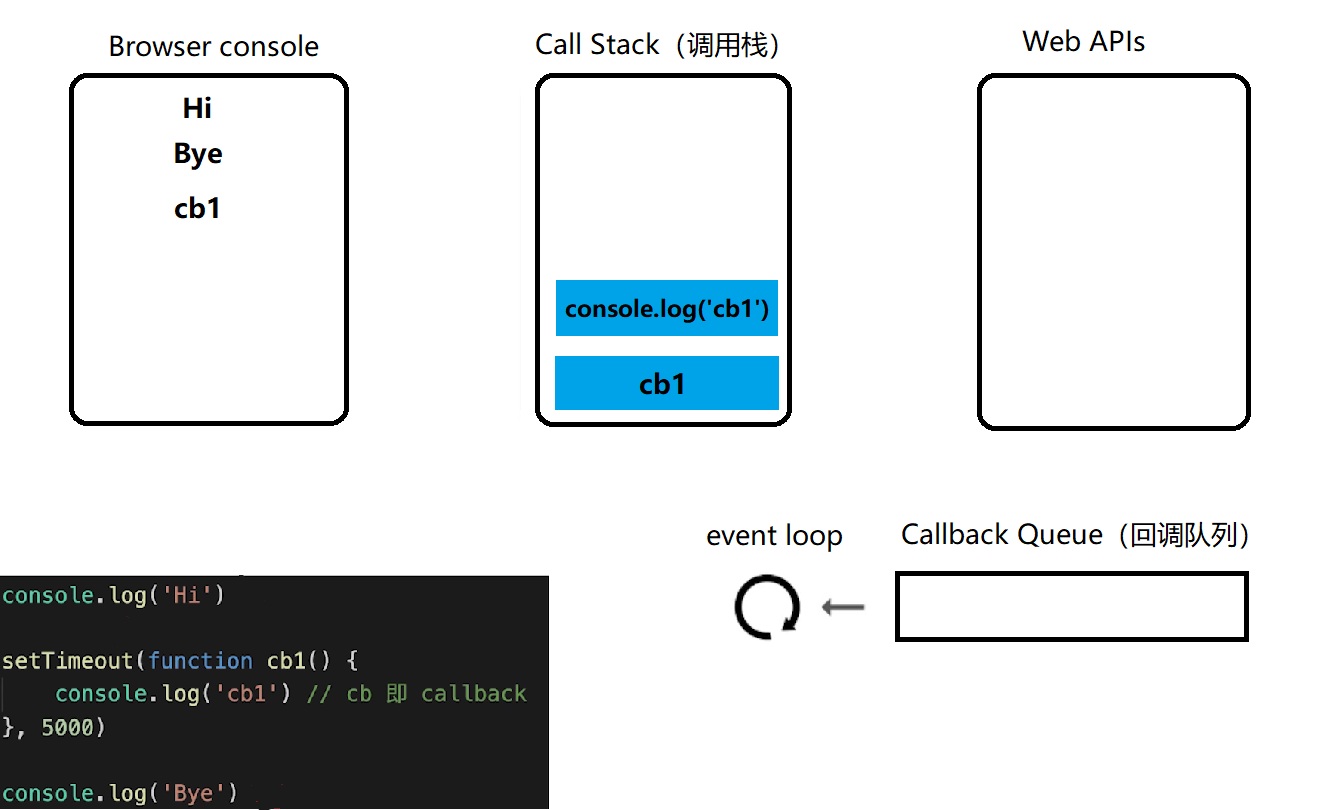 Browser console
Call Stack（调用栈）
Web APIs
Hi
Bye
cb1
console.log('cb1')
cb1
event loop
Callback Queue（回调队列）
console.log('Hi')
setTimeout(function cb1() {
console.log('cb1') // cb 即 callback
}, 5000)
console.log('Bye')